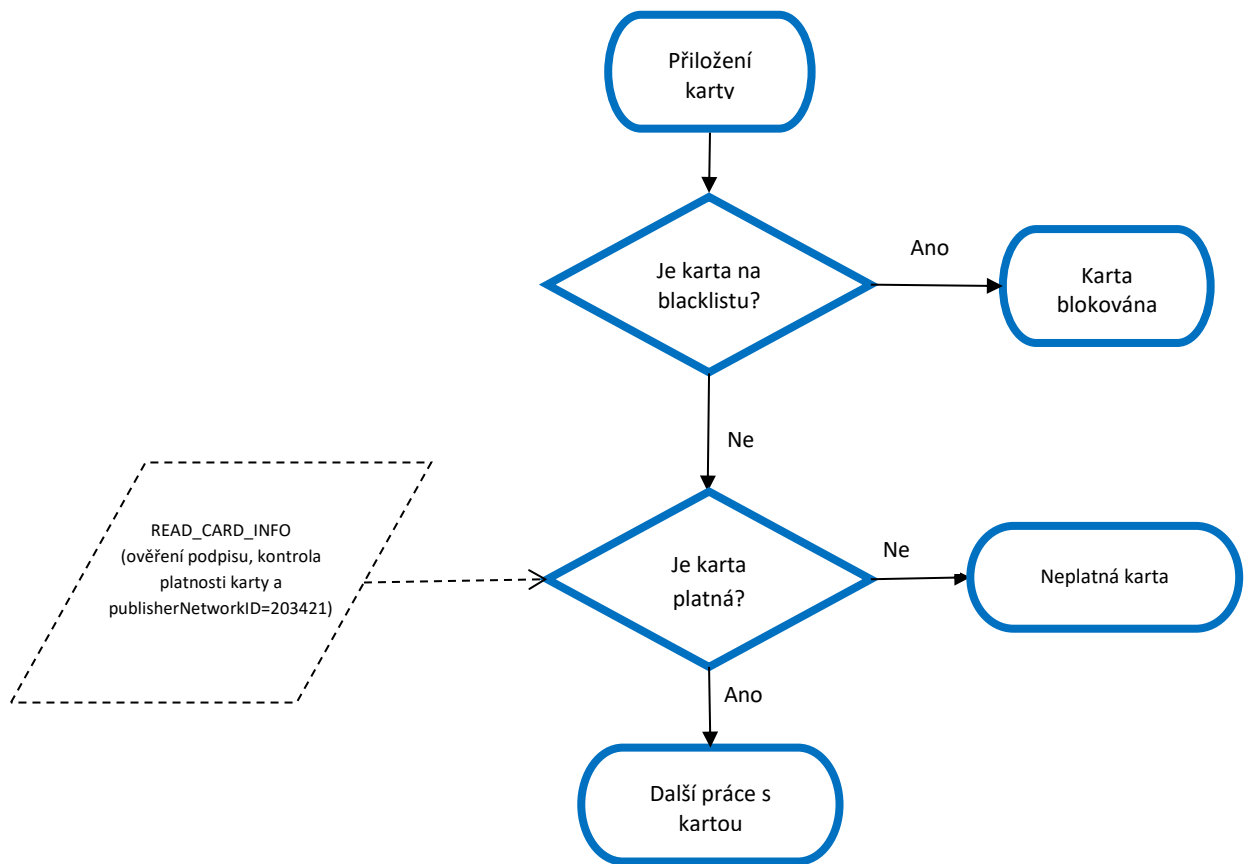 Přiložení
karty
Je karta na
blacklistu?
Ano
Karta
blokována
Ne
READ_CARD_INFO
(ověření podpisu, kontrola
platnosti karty a
publisherNetworkID=203421)
Je karta
platná?
Ne
Neplatná karta
Ano
Další práce s
kartou